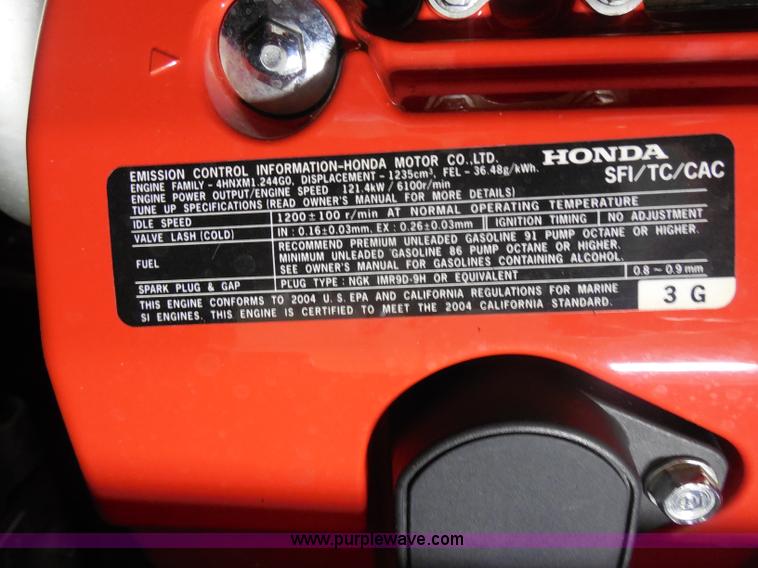 EMISSION CONTROL INFORMATION-HONDA MOTOR CO.,LTD. HONDA
ENGINE FAMILY - 4HNXM1.244G0, DISPLACEMENT - 1235cm³, FEL - 36.48g/kWh. SFI/TC/CAC
ENGINE POWER OUTPUT/ENGINE SPEED 121.4kW / 6100r/min
TUNE UP SPECIFICATIONS (READ OWNER'S MANUAL FOR MORE DETAILS)
IDLE SPEED 1200±100 r/min AT NORMAL OPERATING TEMPERATURE
VALVE LASH (COLD) IN : 0.16±0.03mm, EX : 0.26±0.03mm IGNITION TIMING NO ADJUSTMENT
FUEL RECOMMEND PREMIUM UNLEADED GASOLINE 91 PUMP OCTANE OR HIGHER.
MINIMUM UNLEADED GASOLINE 86 PUMP OCTANE OR HIGHER.
SEE OWNER'S MANUAL FOR GASOLINES CONTAINING ALCOHOL.
SPARK PLUG & GAP PLUG TYPE : NGK IMR9D-9H OR EQUIVALENT 0.8 ~ 0.9 mm
THIS ENGINE CONFORMS TO 2004 U.S. EPA AND CALIFORNIA REGULATIONS FOR MARINE
SI ENGINES. THIS ENGINE IS CERTIFIED TO MEET THE 2004 CALIFORNIA STANDARD.
3 G
www.purplewave.com